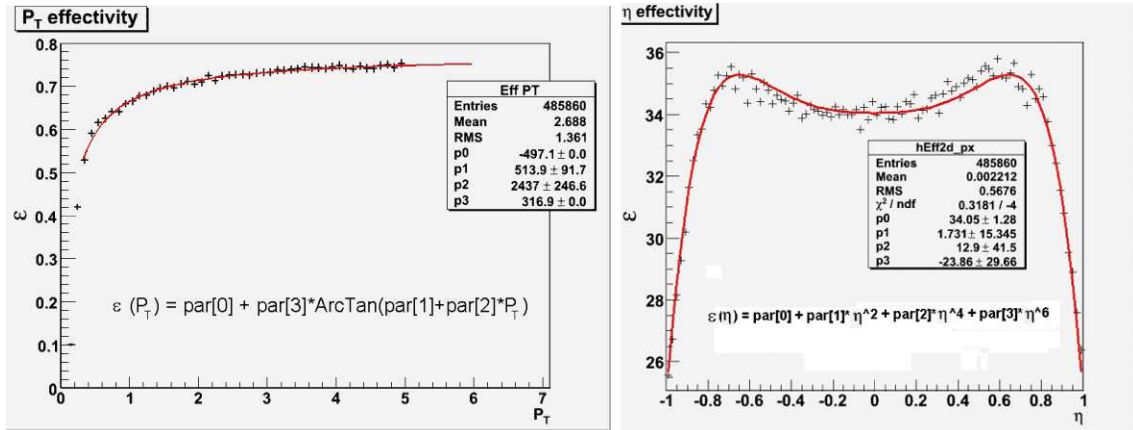 P_T effectivity
0.8
0.7
0.6
0.5
0.4
0.3
0.2
0.1
0
ε
Eff PT
Entries 485860
Mean 2.688
RMS 1.361
p0 -497.1 ± 0.0
p1 513.9 ± 91.7
p2 2437 ± 246.6
p3 316.9 ± 0.0
ε (P_T) = par[0] + par[3]*ArcTan(par[1]+par[2]*P_T)
0 1 2 3 4 5 6 7
P_T
η effectivity
36
34
32
30
28
26
ε
hEff2d_px
Entries 485860
Mean 0.002212
RMS 0.5676
χ² / ndf 0.3181 / -4
p0 34.05 ± 1.28
p1 1.731 ± 15.345
p2 12.9 ± 41.5
p3 -23.86 ± 29.66
ε(η) = par[0] + par[1]* η^2 + par[2]* η^4 + par[3]* η^6
-1 -0.8 -0.6 -0.4 -0.2 0 0.2 0.4 0.6 0.8 1
η